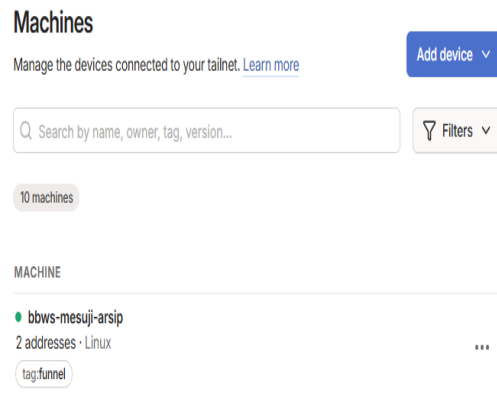 Machines
Add device
Manage the devices connected to your tailnet. Learn more
Search by name, owner, tag, version...
Filters
10 machines
MACHINE
bbws-mesuji-arsip
2 addresses · Linux
tag:funnel